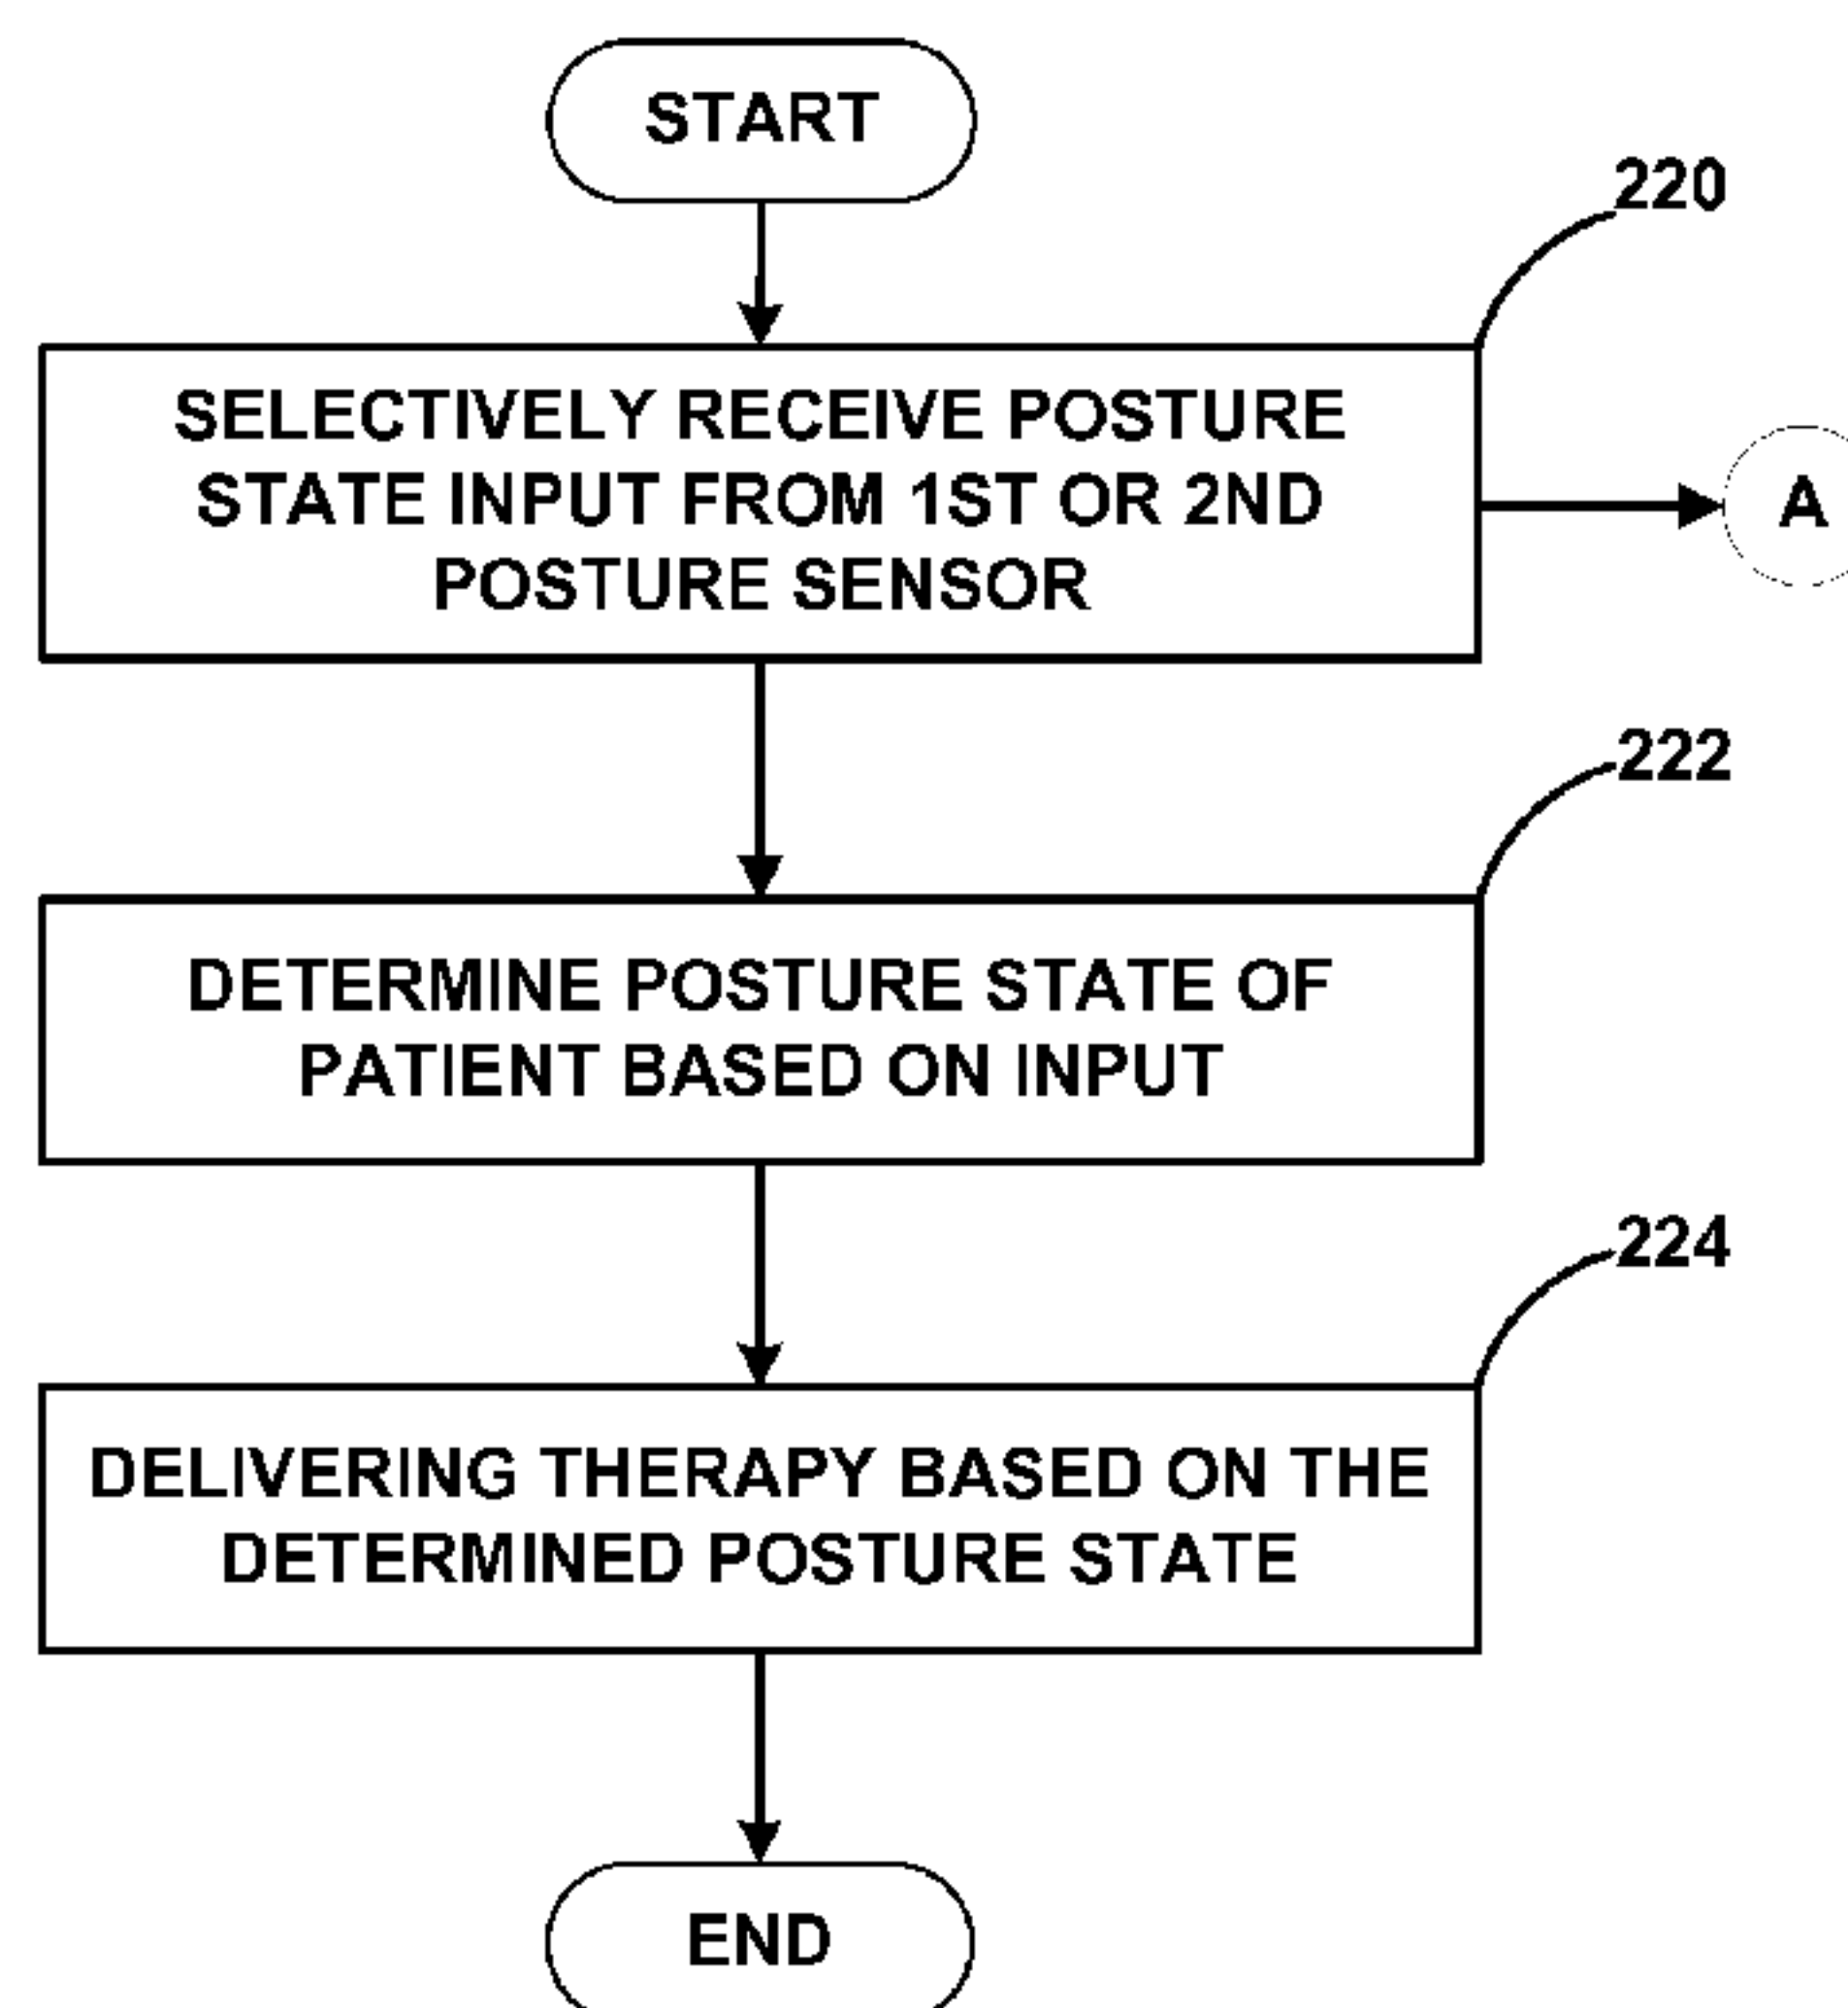 START
220
SELECTIVELY RECEIVE POSTURE
STATE INPUT FROM 1ST OR 2ND
POSTURE SENSOR
A
222
DETERMINE POSTURE STATE OF
PATIENT BASED ON INPUT
224
DELIVERING THERAPY BASED ON THE
DETERMINED POSTURE STATE
END